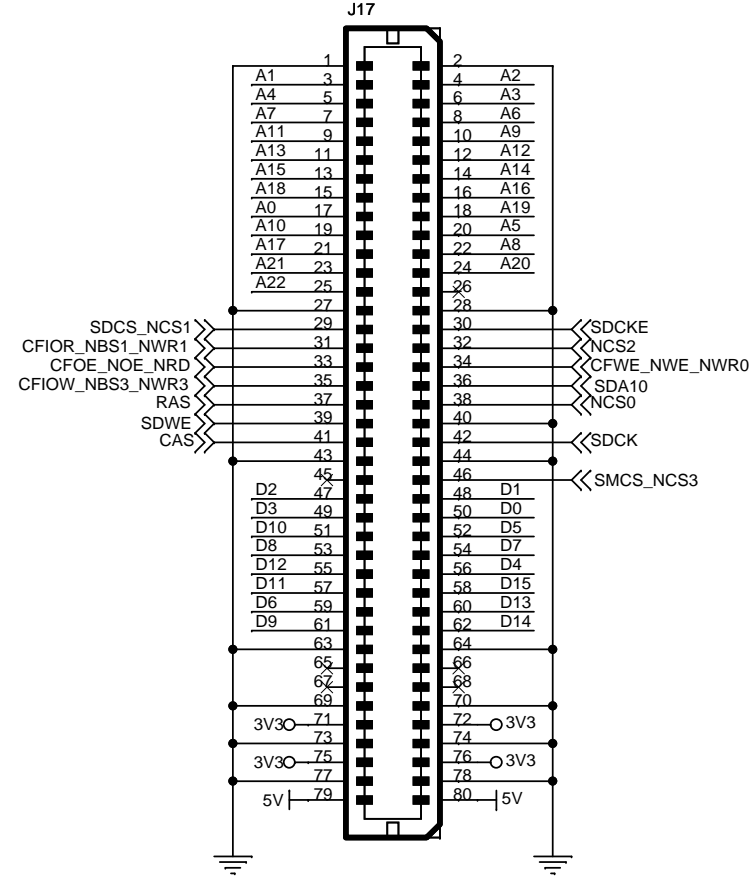 J17
1 2
A1 3 4 A2
A4 5 6 A3
A7 7 8 A6
A11 9 10 A9
A13 11 12 A12
A15 13 14 A14
A18 15 16 A16
A0 17 18 A19
A10 19 20 A5
A17 21 22 A8
A21 23 24 A20
A22 25 26
27 28
SDCS_NCS1 29 30 SDCKE
CFIOR_NBS1_NWR1 31 32 NCS2
CFOE_NOE_NRD 33 34 CFWE_NWE_NWR0
CFIOW_NBS3_NWR3 35 36 SDA10
RAS 37 38 NCS0
SDWE 39 40
CAS 41 42 SDCK
43 44
45 46 SMCS_NCS3
D2 47 48 D1
D3 49 50 D0
D10 51 52 D5
D8 53 54 D7
D12 55 56 D4
D11 57 58 D15
D6 59 60 D13
D9 61 62 D14
63 64
65 66
67 68
69 70
3V3 71 72 3V3
73 74
3V3 75 76 3V3
77 78
5V 79 80 5V